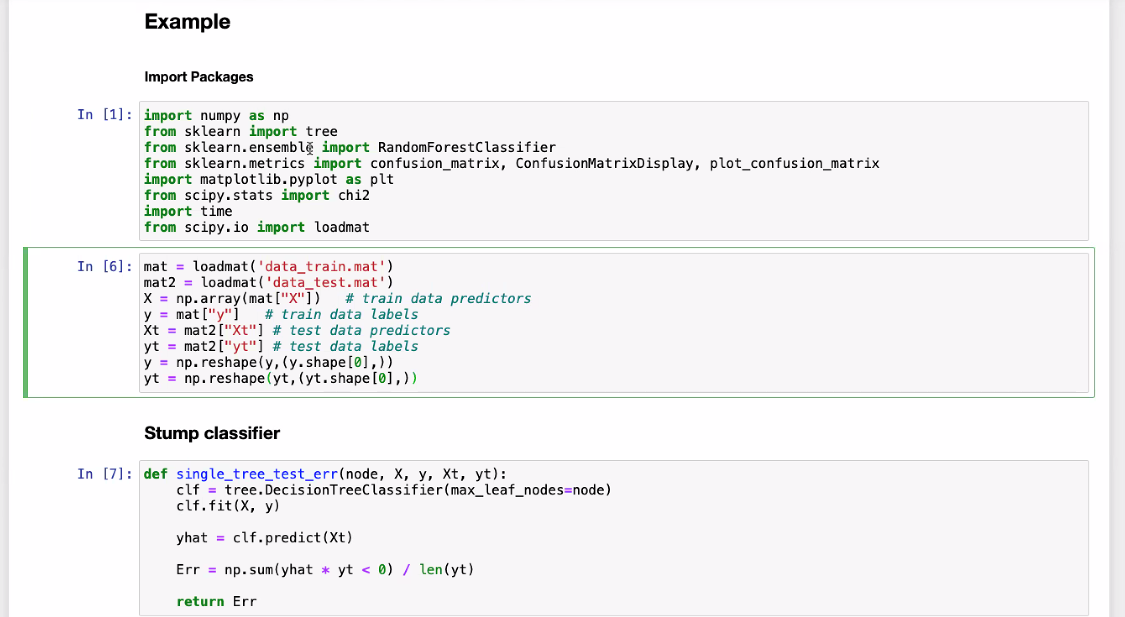 Example
Import Packages
In [1]:
import numpy as np
from sklearn import tree
from sklearn.ensemble import RandomForestClassifier
from sklearn.metrics import confusion_matrix, ConfusionMatrixDisplay, plot_confusion_matrix
import matplotlib.pyplot as plt
from scipy.stats import chi2
import time
from scipy.io import loadmat
In [6]:
mat = loadmat('data_train.mat')
mat2 = loadmat('data_test.mat')
X = np.array(mat["X"])   # train data predictors
y = mat["y"]   # train data labels
Xt = mat2["Xt"] # test data predictors
yt = mat2["yt"] # test data labels
y = np.reshape(y,(y.shape[0],))
yt = np.reshape(yt,(yt.shape[0],))
Stump classifier
In [7]:
def single_tree_test_err(node, X, y, Xt, yt):
    clf = tree.DecisionTreeClassifier(max_leaf_nodes=node)
    clf.fit(X, y)
    yhat = clf.predict(Xt)
    Err = np.sum(yhat * yt < 0) / len(yt)
    return Err